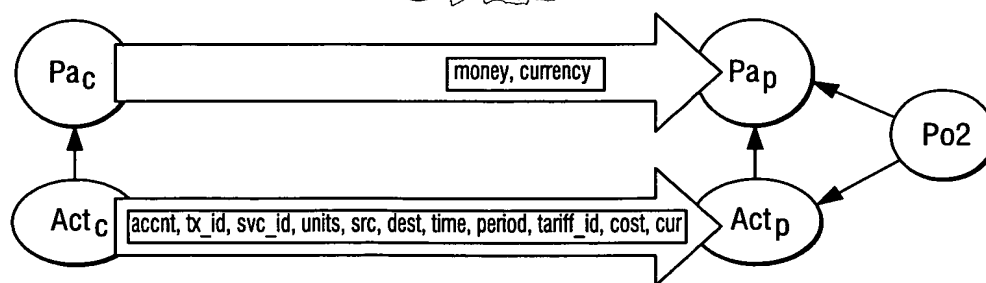 Pac
money, currency
Pap
Po2
Actc
accnt, tx_id, svc_id, units, src, dest, time, period, tariff_id, cost, cur
Actp